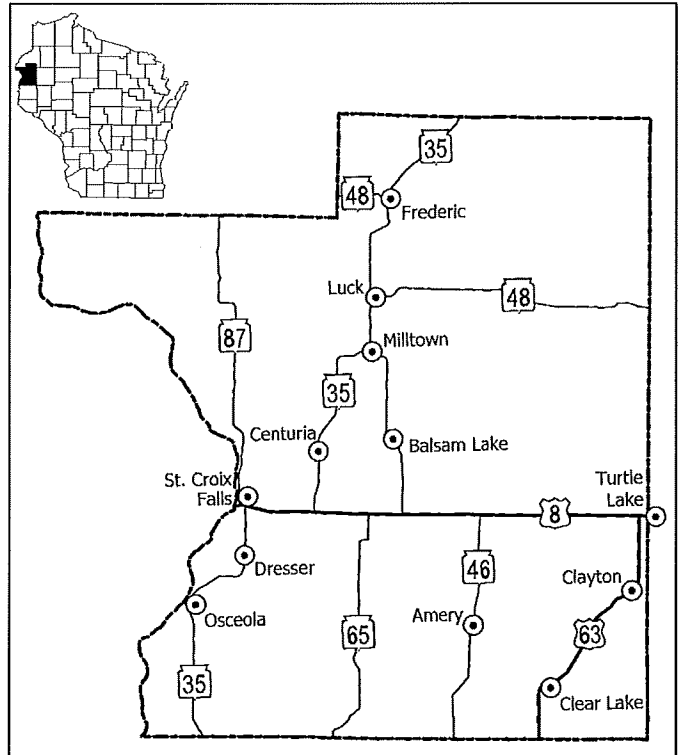 35
48
Frederic
Luck
48
87
Milltown
35
Centuria
Balsam Lake
St. Croix
Falls
Turtle
Lake
8
Dresser
46
Clayton
Osceola
65
Amery
63
35
Clear Lake